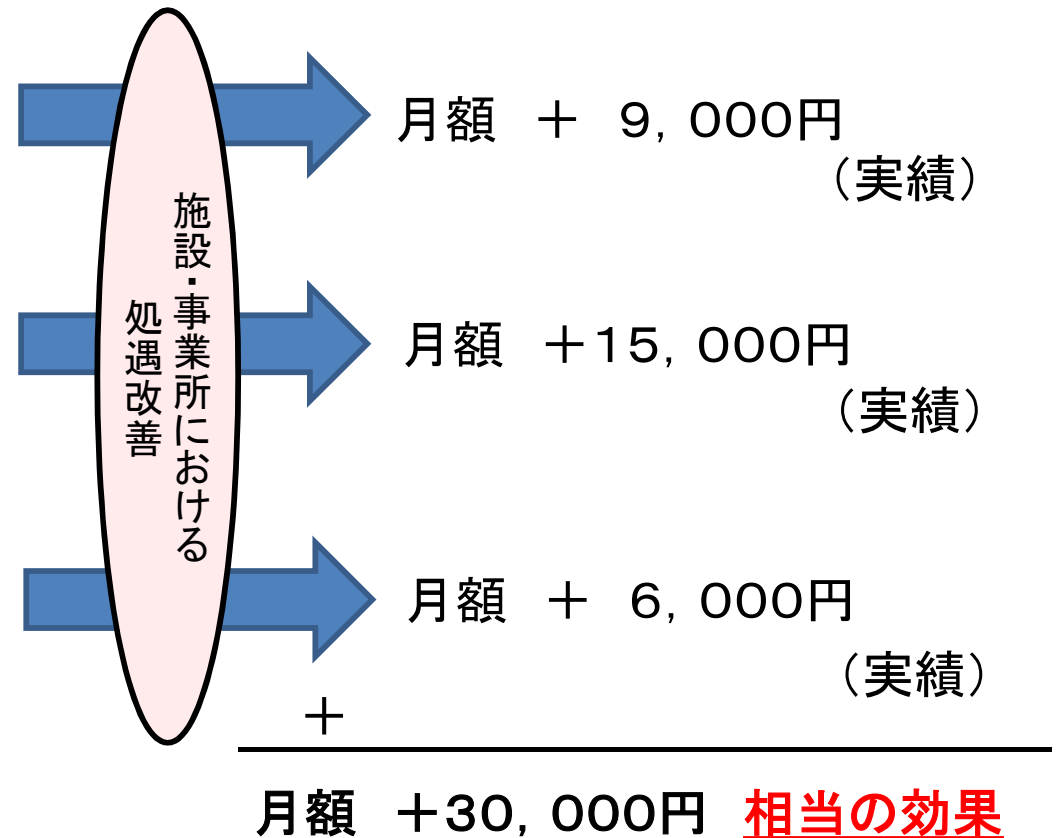 施設・事業所における
処遇改善
月額　＋　９，０００円
（実績）
月額　＋１５，０００円
（実績）
月額　＋　６，０００円
（実績）
＋
月額　＋３０，０００円　相当の効果